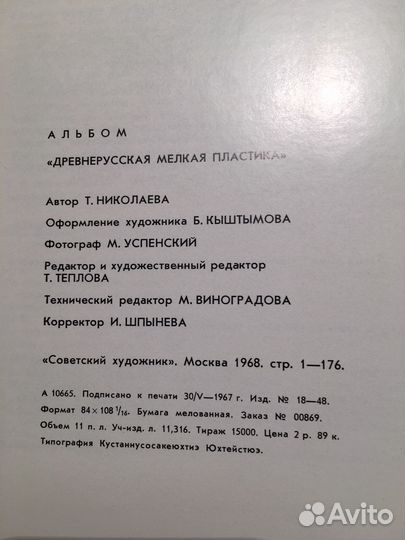 АЛЬБОМ
«ДРЕВНЕРУССКАЯ МЕЛКАЯ ПЛАСТИКА»
Автор Т. НИКОЛАЕВА
Оформление художника Б. КЫШТЫМОВА
Фотограф М. УСПЕНСКИЙ
Редактор и художественный редактор
Т. ТЕПЛОВА
Технический редактор М. ВИНОГРАДОВА
Корректор И. ШПЫНЕВА
«Советский художник». Москва 1968. стр. 1—176.
А 10665. Подписано к печати 30/V—1967 г. Изд. № 18—48.
Формат 84×108 1/16- Бумага мелованная. Заказ № 00869.
Объем 11 п. л. Уч-изд. л. 11,316. Тираж 15000. Цена 2 р. 89 к.
Типография Кустаннусосакеюхтиэ Юхтейстюэ.
Avito